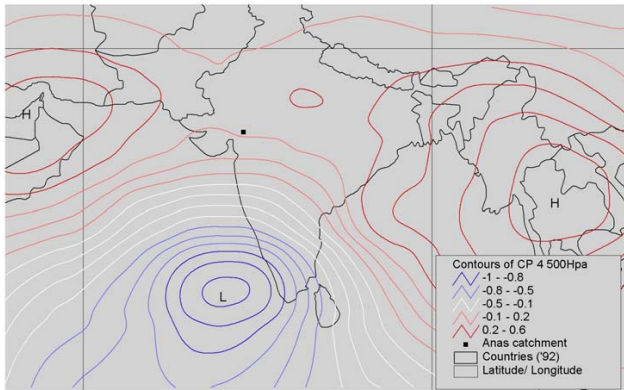 H
H
L
Contours of CP 4 500Hpa
-1 - -0.8
-0.8 - -0.5
-0.5 - -0.1
-0.1 - 0.2
0.2 - 0.6
Anas catchment
Countries ('92)
Latitude/ Longitude